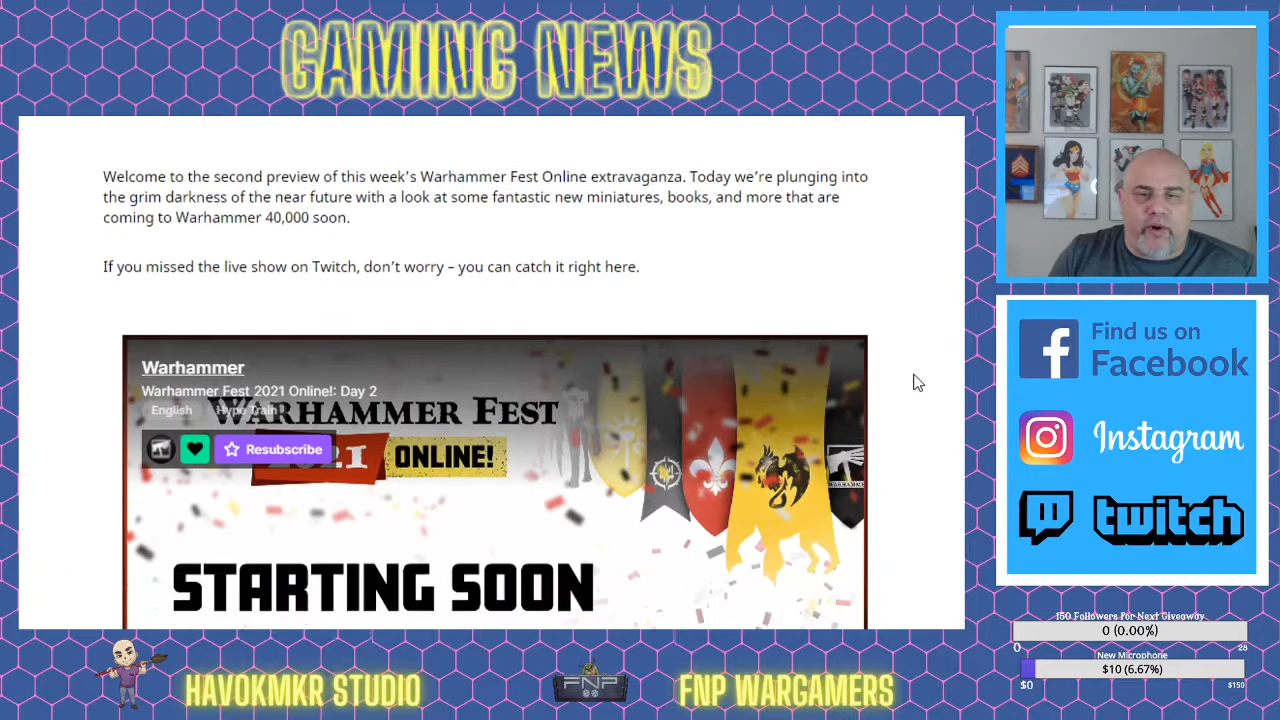 GAMING NEWS
Welcome to the second preview of this week's Warhammer Fest Online extravaganza. Today we're plunging into
the grim darkness of the near future with a look at some fantastic new miniatures, books, and more that are
coming to Warhammer 40,000 soon.
If you missed the live show on Twitch, don't worry – you can catch it right here.
Warhammer
Warhammer Fest 2021 Online!: Day 2
English Hype Train
WARHAMMER FEST
Resubscribe
2021 ONLINE!
STARTING SOON
Find us on
Facebook
Instagram
twitch
150 Followers For Next Giveaway
0 (0.00%)
0 28
New Microphone
$10 (6.67%)
$0 $150
HAVOKMKR STUDIO
FNP
FNP WARGAMERS